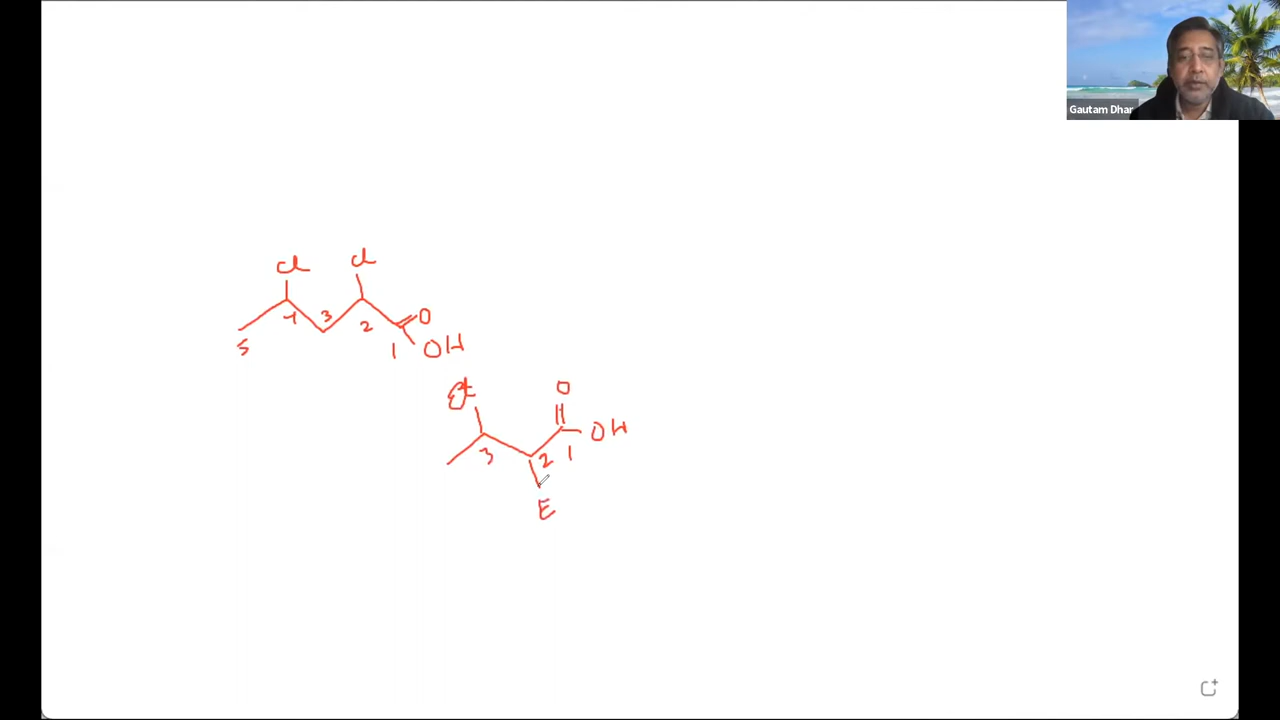 Gautam Dhar
Cl Cl
O
5 4 3 2 1 OH
Et O
3 2 1 OH
E